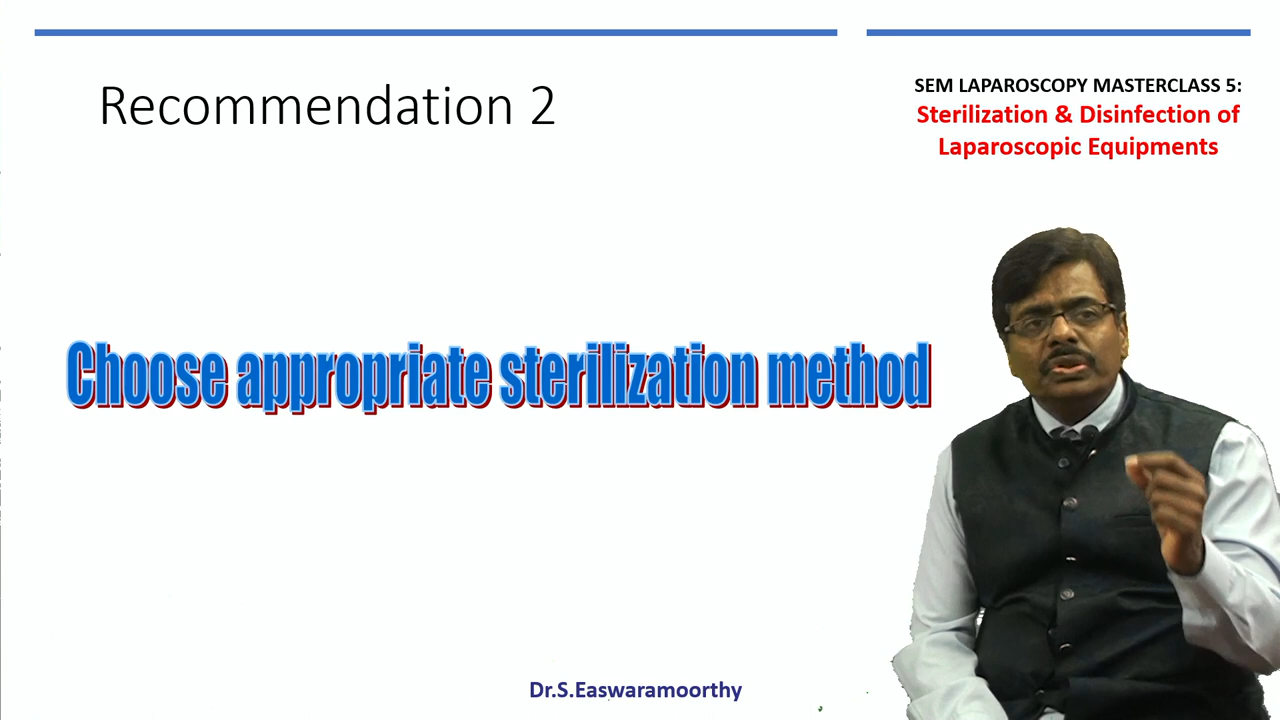 Recommendation 2
SEM LAPAROSCOPY MASTERCLASS 5:
Sterilization & Disinfection of
Laparoscopic Equipments
Choose appropriate sterilization method
Dr.S.Easwaramoorthy